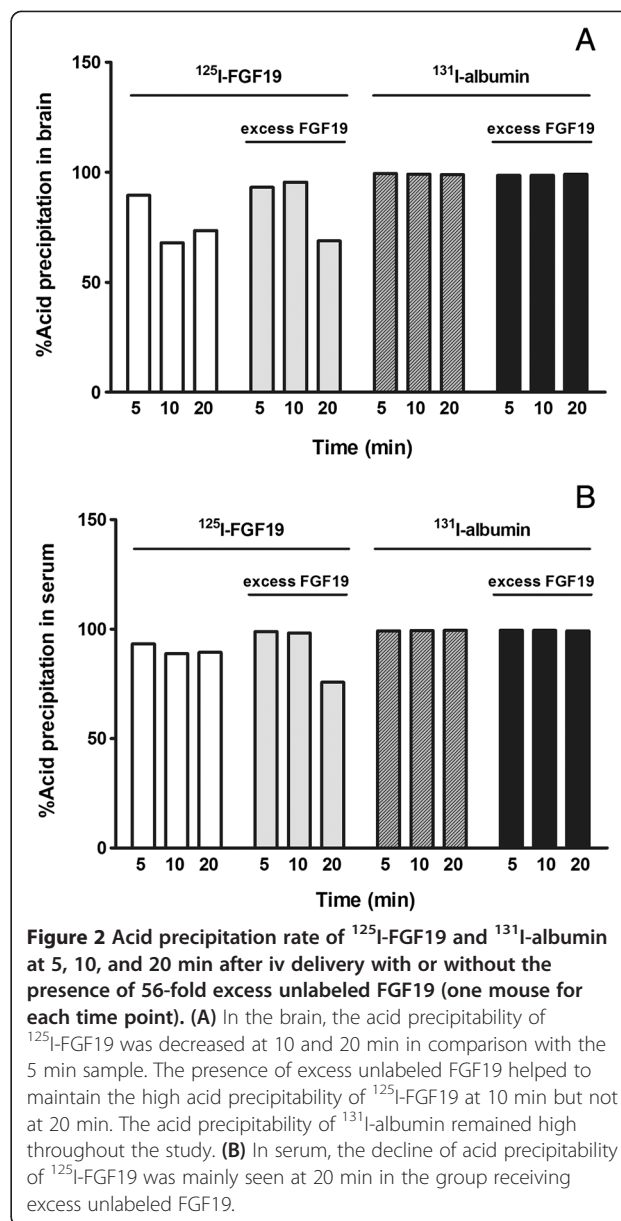 A
¹²⁵I-FGF19 ¹³¹I-albumin
excess FGF19 excess FGF19
%Acid precipitation in brain
150
100
50
0
5 10 20 5 10 20 5 10 20 5 10 20
Time (min)
B
¹²⁵I-FGF19 ¹³¹I-albumin
excess FGF19 excess FGF19
%Acid precipitation in serum
150
100
50
0
5 10 20 5 10 20 5 10 20 5 10 20
Time (min)
Figure 2 Acid precipitation rate of ¹²⁵I-FGF19 and ¹³¹I-albumin
at 5, 10, and 20 min after iv delivery with or without the
presence of 56-fold excess unlabeled FGF19 (one mouse for
each time point). (A) In the brain, the acid precipitability of
¹²⁵I-FGF19 was decreased at 10 and 20 min in comparison with the
5 min sample. The presence of excess unlabeled FGF19 helped to
maintain the high acid precipitability of ¹²⁵I-FGF19 at 10 min but not
at 20 min. The acid precipitability of ¹³¹I-albumin remained high
throughout the study. (B) In serum, the decline of acid precipitability
of ¹²⁵I-FGF19 was mainly seen at 20 min in the group receiving
excess unlabeled FGF19.